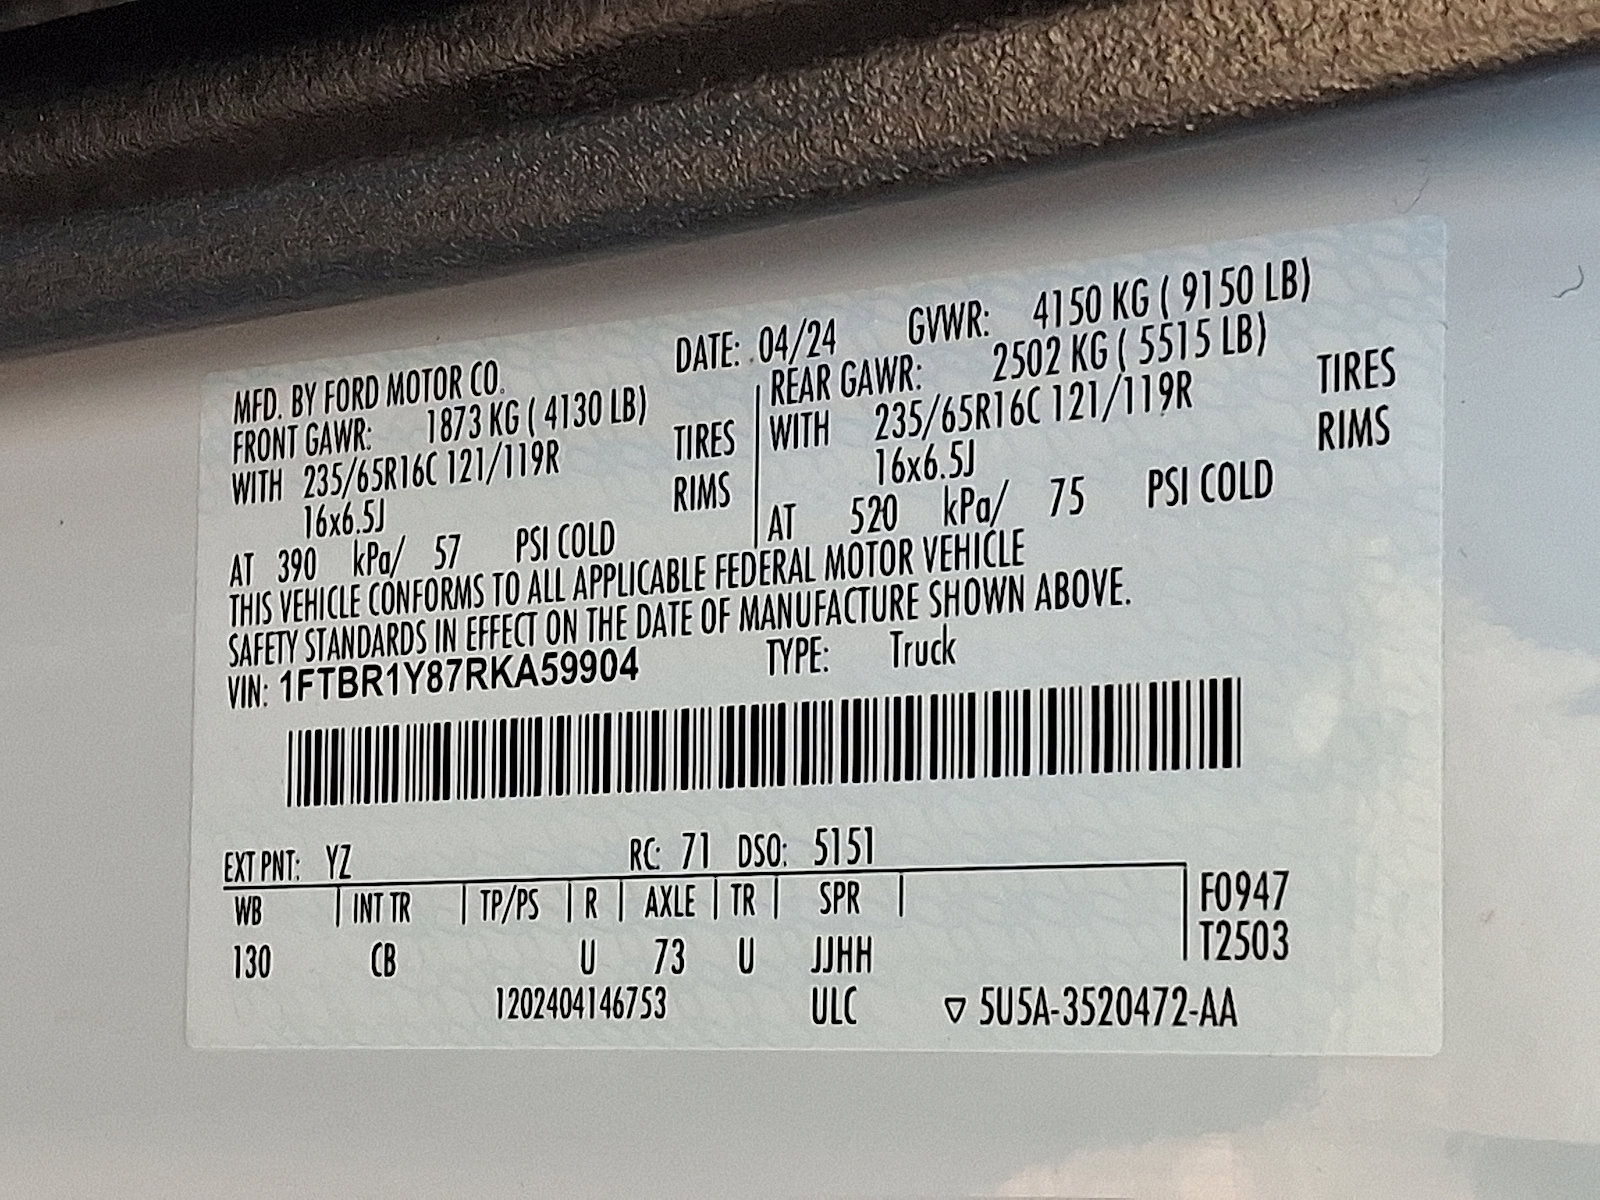 MFD. BY FORD MOTOR CO. DATE: 04/24 GVWR: 4150 KG ( 9150 LB)
FRONT GAWR: 1873 KG ( 4130 LB) REAR GAWR: 2502 KG ( 5515 LB)
WITH 235/65R16C 121/119R TIRES WITH 235/65R16C 121/119R TIRES
16x6.5J RIMS 16x6.5J RIMS
AT 390 kPa/ 57 PSI COLD AT 520 kPa/ 75 PSI COLD
THIS VEHICLE CONFORMS TO ALL APPLICABLE FEDERAL MOTOR VEHICLE
SAFETY STANDARDS IN EFFECT ON THE DATE OF MANUFACTURE SHOWN ABOVE.
VIN: 1FTBR1Y87RKA59904 TYPE: Truck
EXT PNT: YZ RC: 71 DSO: 5151
WB INT TR TP/PS R AXLE TR SPR F0947
130 CB U 73 U JJHH T2503
1202404146753 ULC ▽ 5U5A-3520472-AA